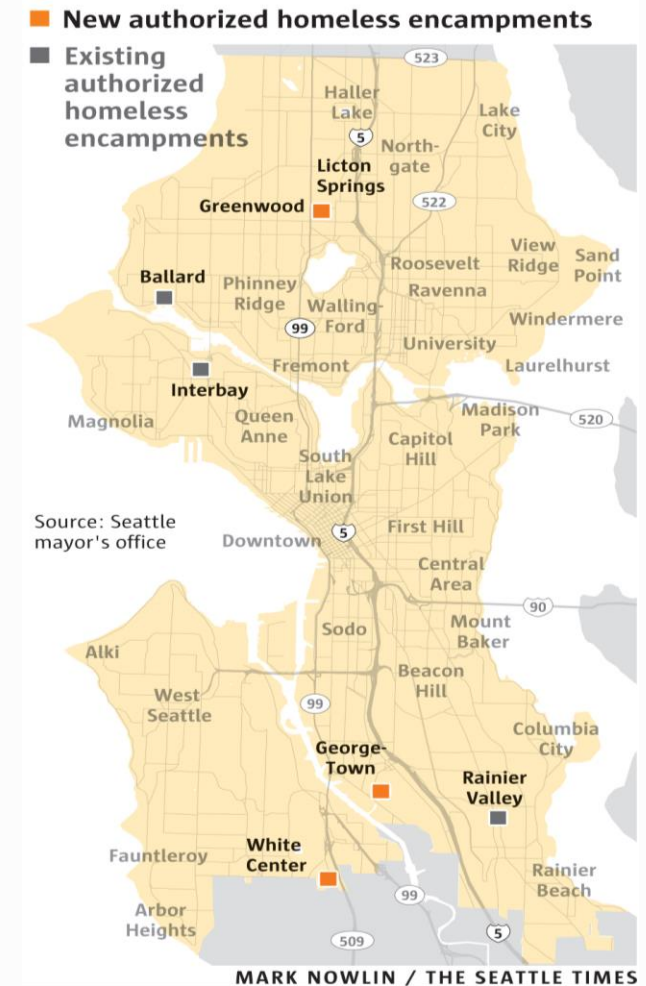 New authorized homeless encampments
Existing
authorized
homeless
encampments
523
Haller
Lake
Lake
City
5
North-
gate
Licton
Springs
Greenwood
522
View
Ridge
Sand
Point
Roosevelt
Ballard
Phinney
Ridge
Ravenna
Walling-
Ford
99
Windermere
University
Fremont
Laurelhurst
Interbay
Magnolia
Queen
Anne
Madison
Park
520
Capitol
Hill
South
Lake
Union
Source: Seattle
mayor's office
Downtown
5
First Hill
Central
Area
90
Sodo
Mount
Baker
Alki
Beacon
Hill
West
Seattle
99
Columbia
City
George-
Town
Rainier
Valley
White
Center
Fauntleroy
Rainier
Beach
99
Arbor
Heights
509
5
MARK NOWLIN / THE SEATTLE TIMES